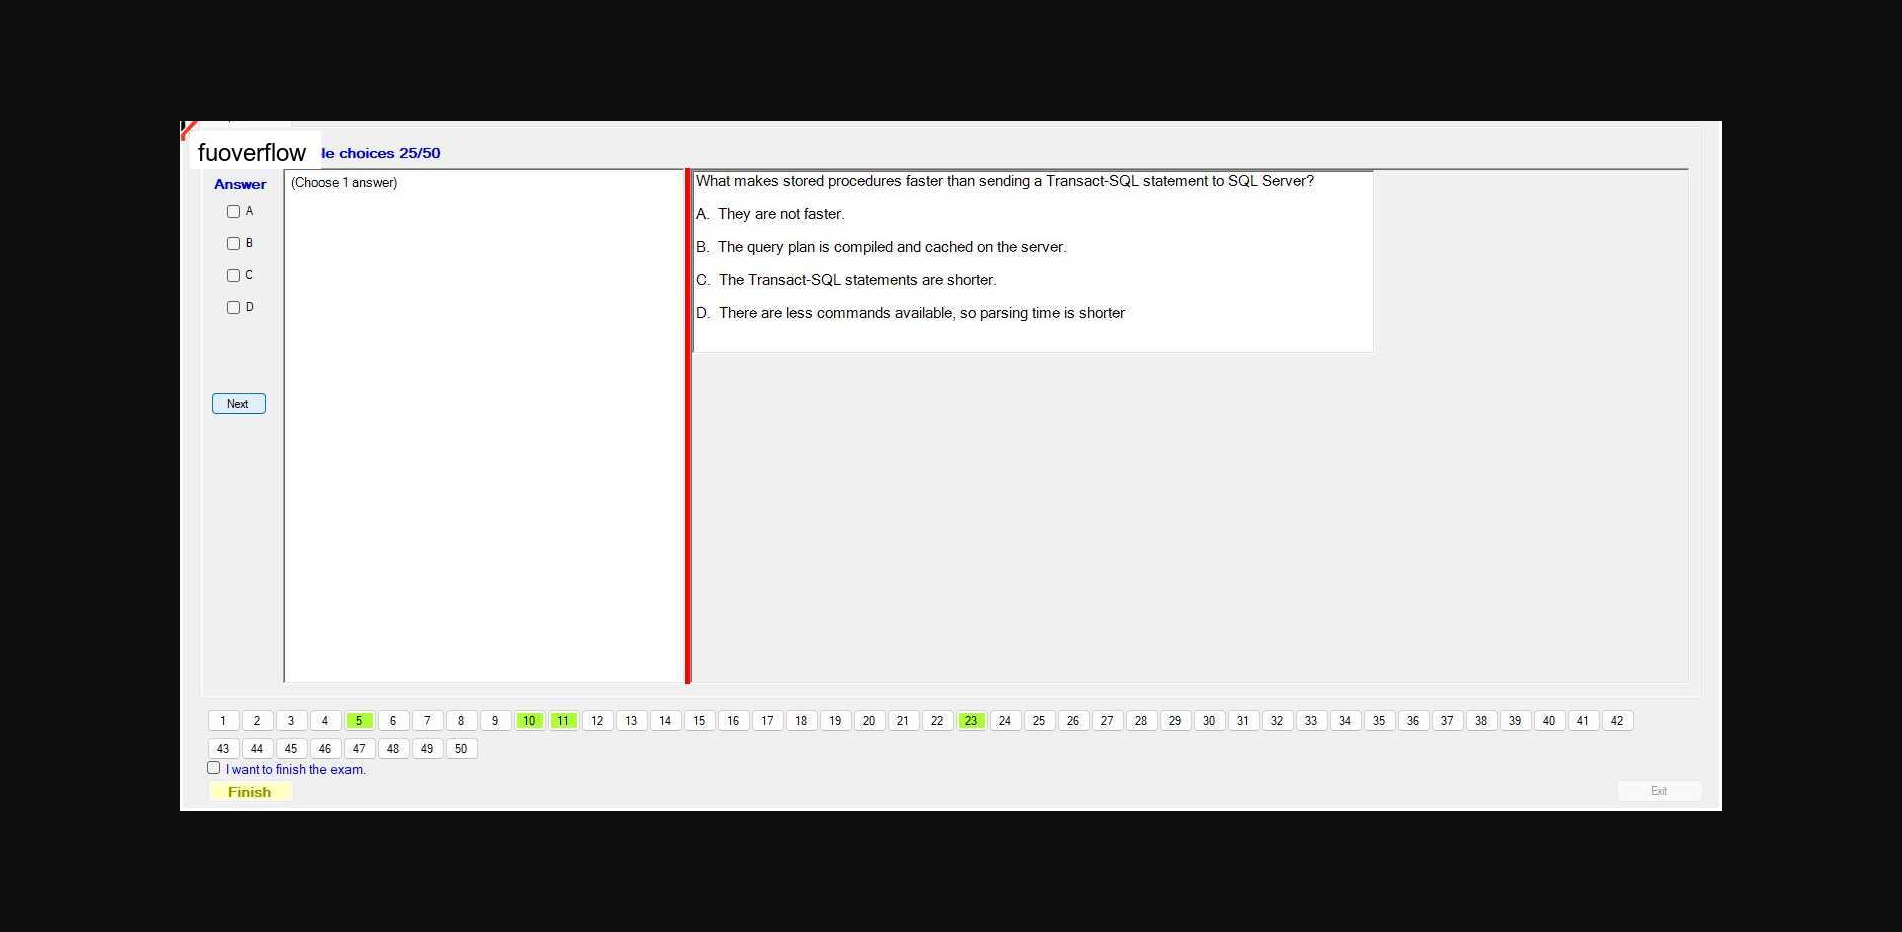 fuoverflow
le choices 25/50
Answer
(Choose 1 answer)
A
B
C
D
Next
What makes stored procedures faster than sending a Transact-SQL statement to SQL Server?
A. They are not faster.
B. The query plan is compiled and cached on the server.
C. The Transact-SQL statements are shorter.
D. There are less commands available, so parsing time is shorter
1 2 3 4 5 6 7 8 9 10 11 12 13 14 15 16 17 18 19 20 21 22 23 24 25 26 27 28 29 30 31 32 33 34 35 36 37 38 39 40 41 42
43 44 45 46 47 48 49 50
I want to finish the exam.
Finish
Exit